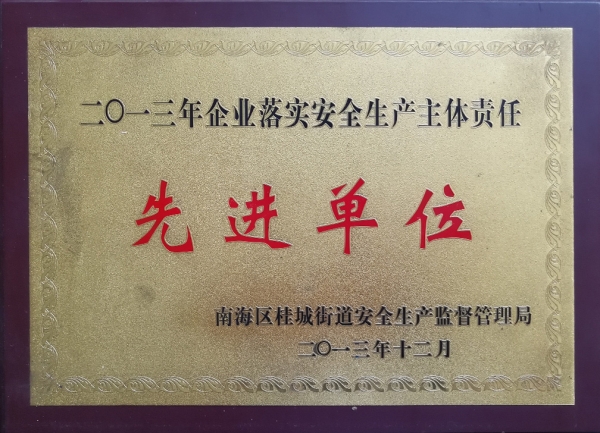 二〇一三年企业落实安全生产主体责任
先进单位
南海区桂城街道安全生产监督管理局
二〇一三年十二月